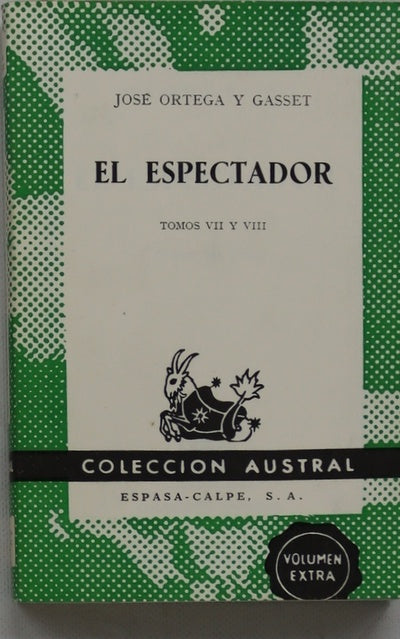 JOSÉ ORTEGA Y GASSET
EL ESPECTADOR
TOMOS VII Y VIII
COLECCION AUSTRAL
ESPASA-CALPE, S. A.
VOLUMEN
EXTRA